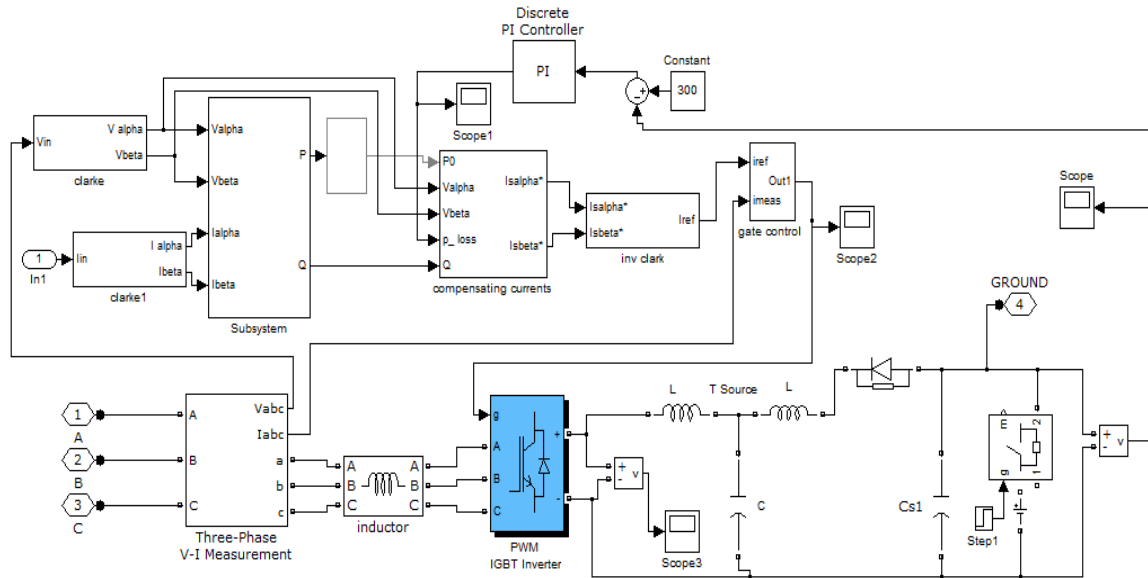 Discrete
PI Controller
PI
Constant
300
Scope1
Scope
V alpha
Vin
Vbeta
clarke
Valpha
P
Vbeta
Ialpha
Ibeta
Q
Subsystem
1
In1
Iin
I alpha
Ibeta
clarke1
P0
Valpha
Vbeta
p_ loss
Q
Isalpha*
Isbeta*
compensating currents
Isalpha*
Isbeta*
Iref
inv clark
iref
imeas
Out1
gate control
Scope2
GROUND
4
1
A
2
B
3
C
A
B
C
Vabc
Iabc
a
b
c
Three-Phase
V-I Measurement
A
B
C
A
B
C
inductor
g
A
B
C
+
-
PWM
IGBT Inverter
+
-
v
Scope3
L
T Source
L
C
Cs1
m
2
g
1
Step1
+
+
-
v